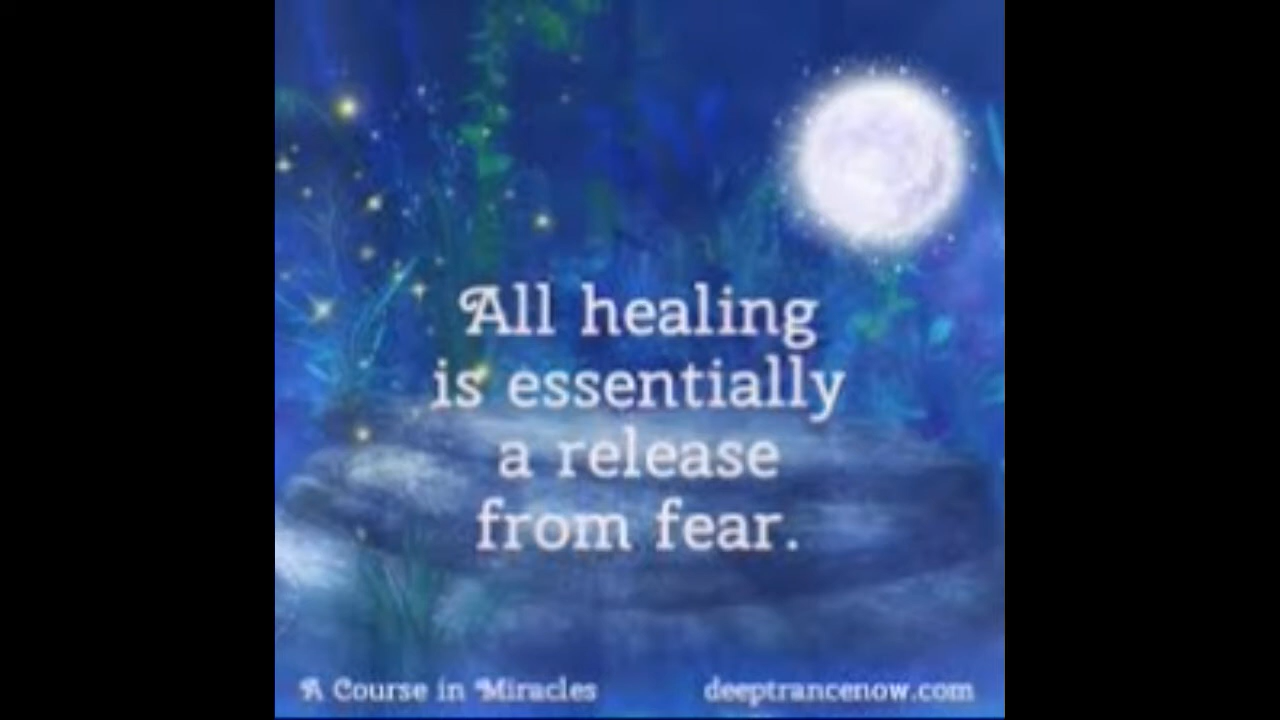 All healing
is essentially
a release
from fear.
A Course in Miracles
deeptrancenow.com